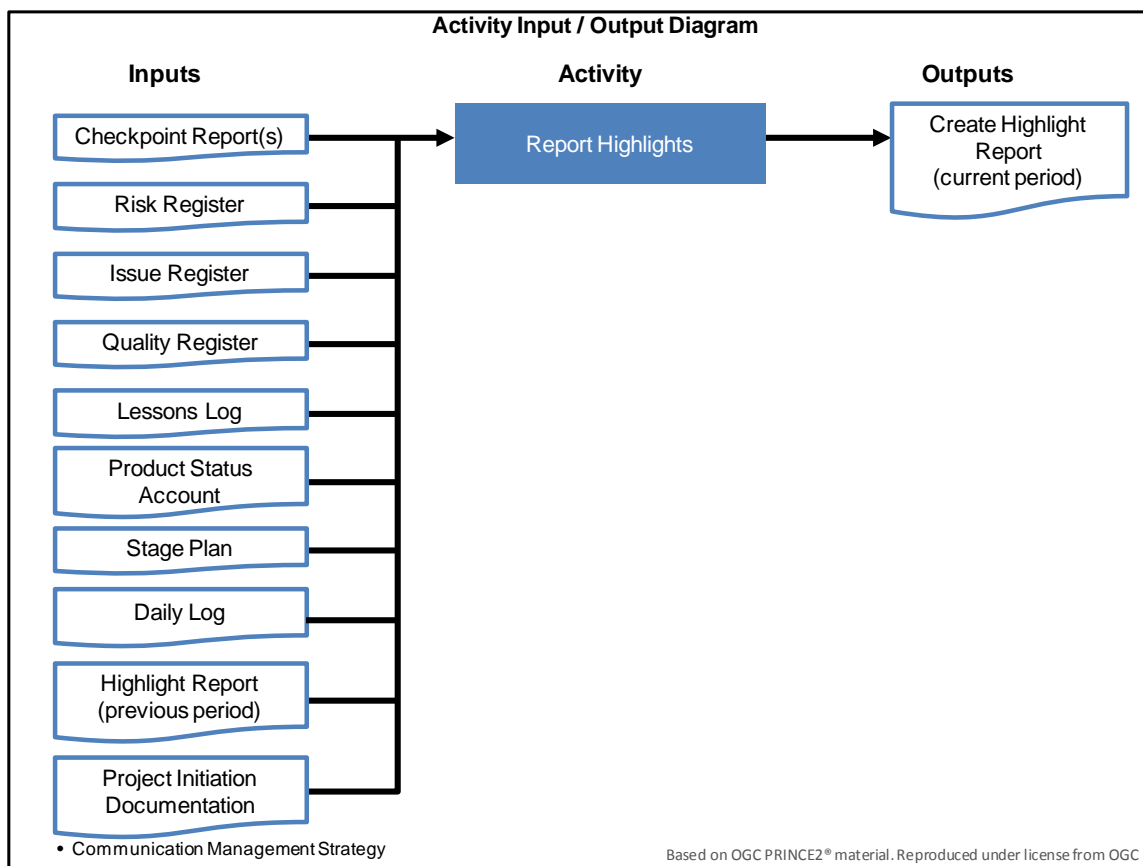 Activity Input / Output Diagram
Inputs
Activity
Outputs
Checkpoint Report(s)
Report Highlights
Create Highlight
Report
(current period)
Risk Register
Issue Register
Quality Register
Lessons Log
Product Status
Account
Stage Plan
Daily Log
Highlight Report
(previous period)
Project Initiation
Documentation
• Communication Management Strategy
Based on OGC PRINCE2® material. Reproduced under license from OGC